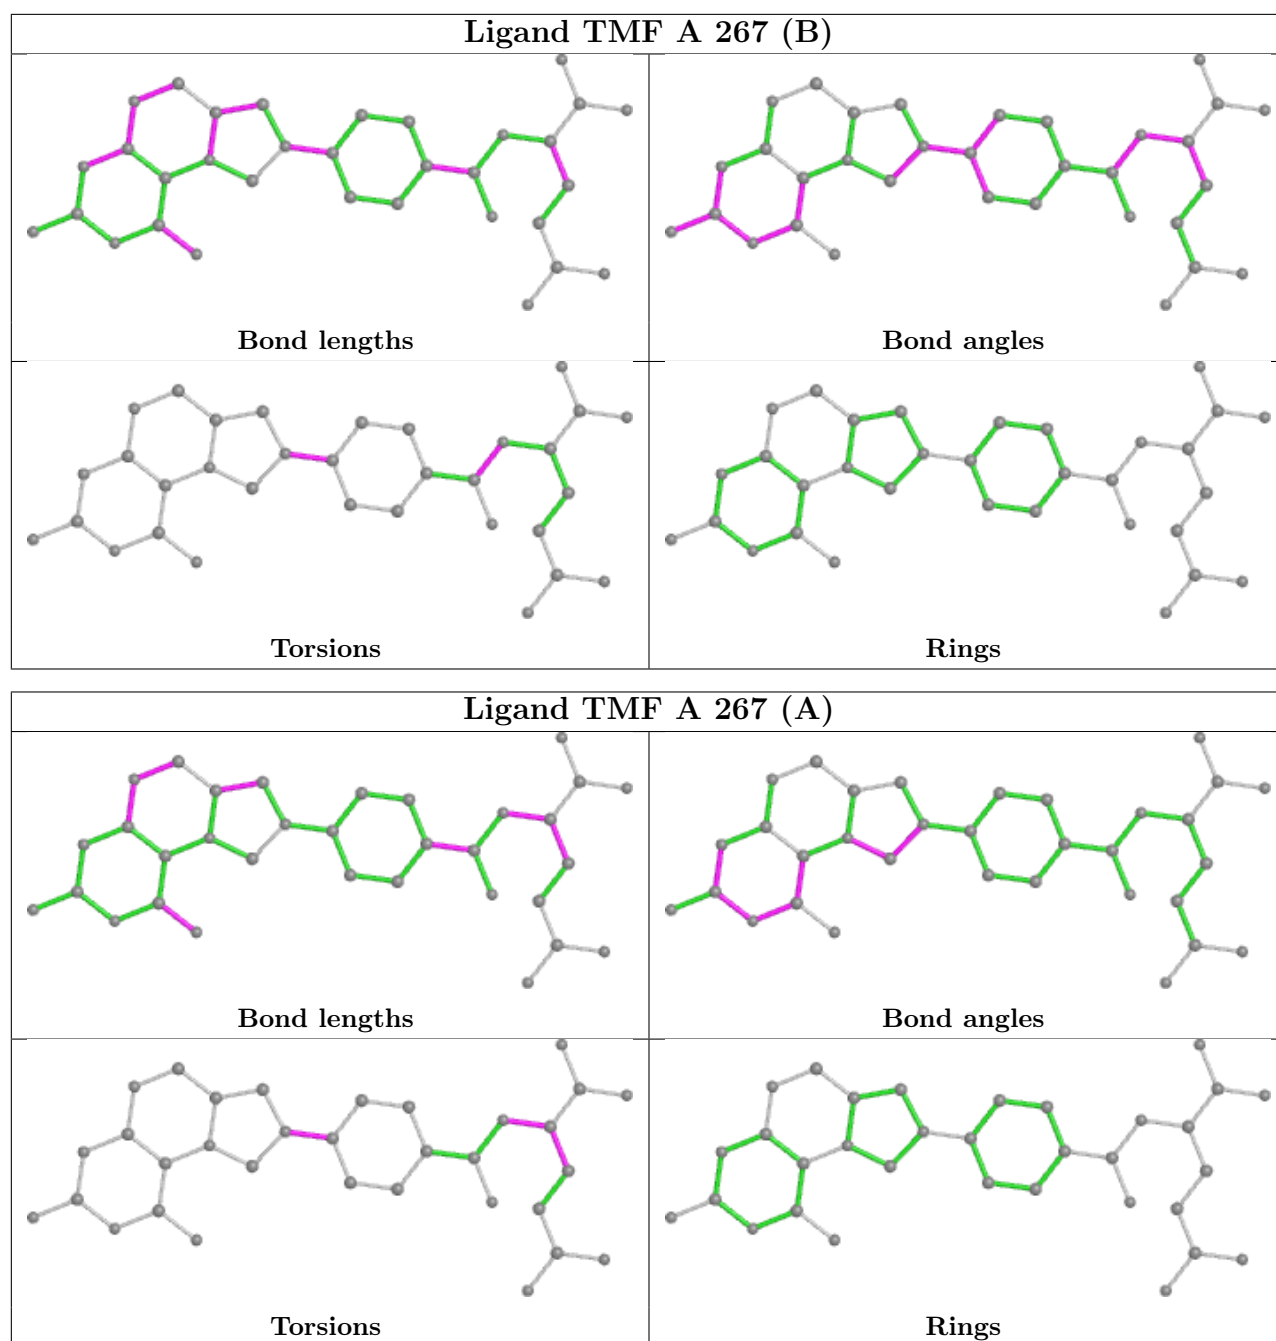 Ligand TMF A 267 (B)
Bond lengths
Bond angles
Torsions
Rings
Ligand TMF A 267 (A)
Bond lengths
Bond angles
Torsions
Rings